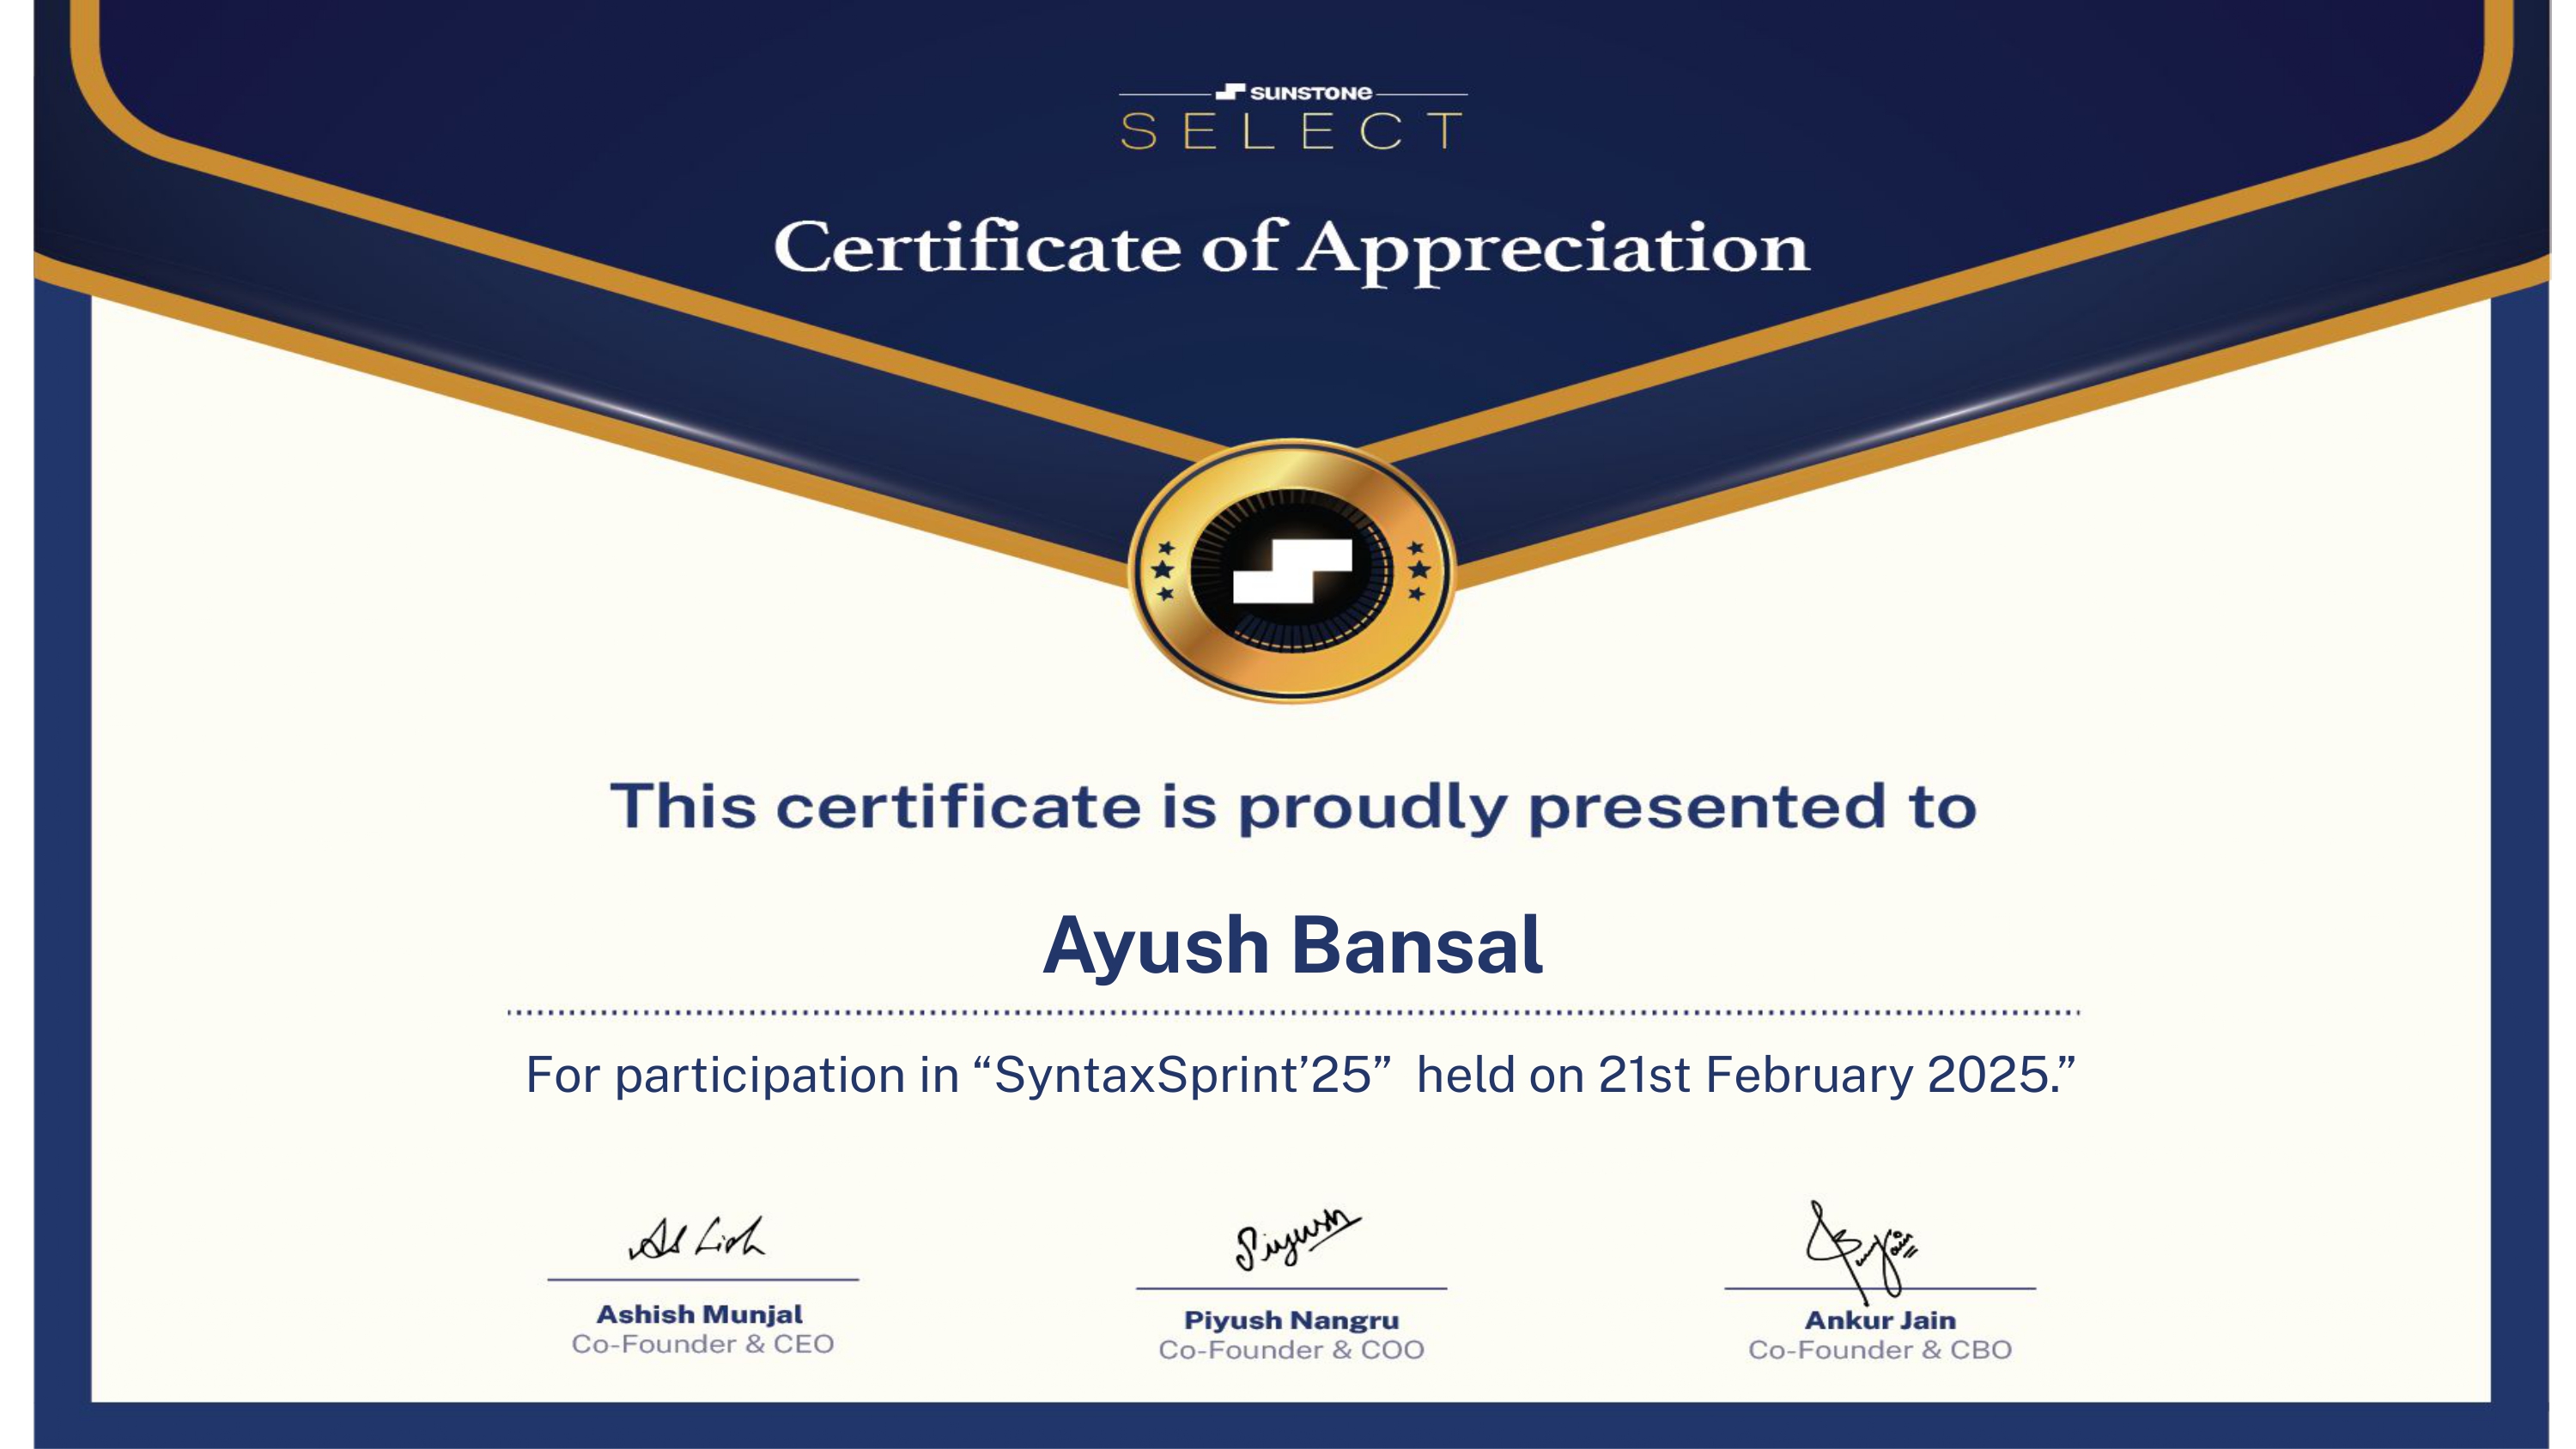 SUNSTONE
SELECT
Certificate of Appreciation
This certificate is proudly presented to
Ayush Bansal
For participation in “SyntaxSprint’25”  held on 21st February 2025.”
Piyush
Ashish Munjal
Co-Founder & CEO
Piyush Nangru
Co-Founder & COO
Ankur Jain
Co-Founder & CBO